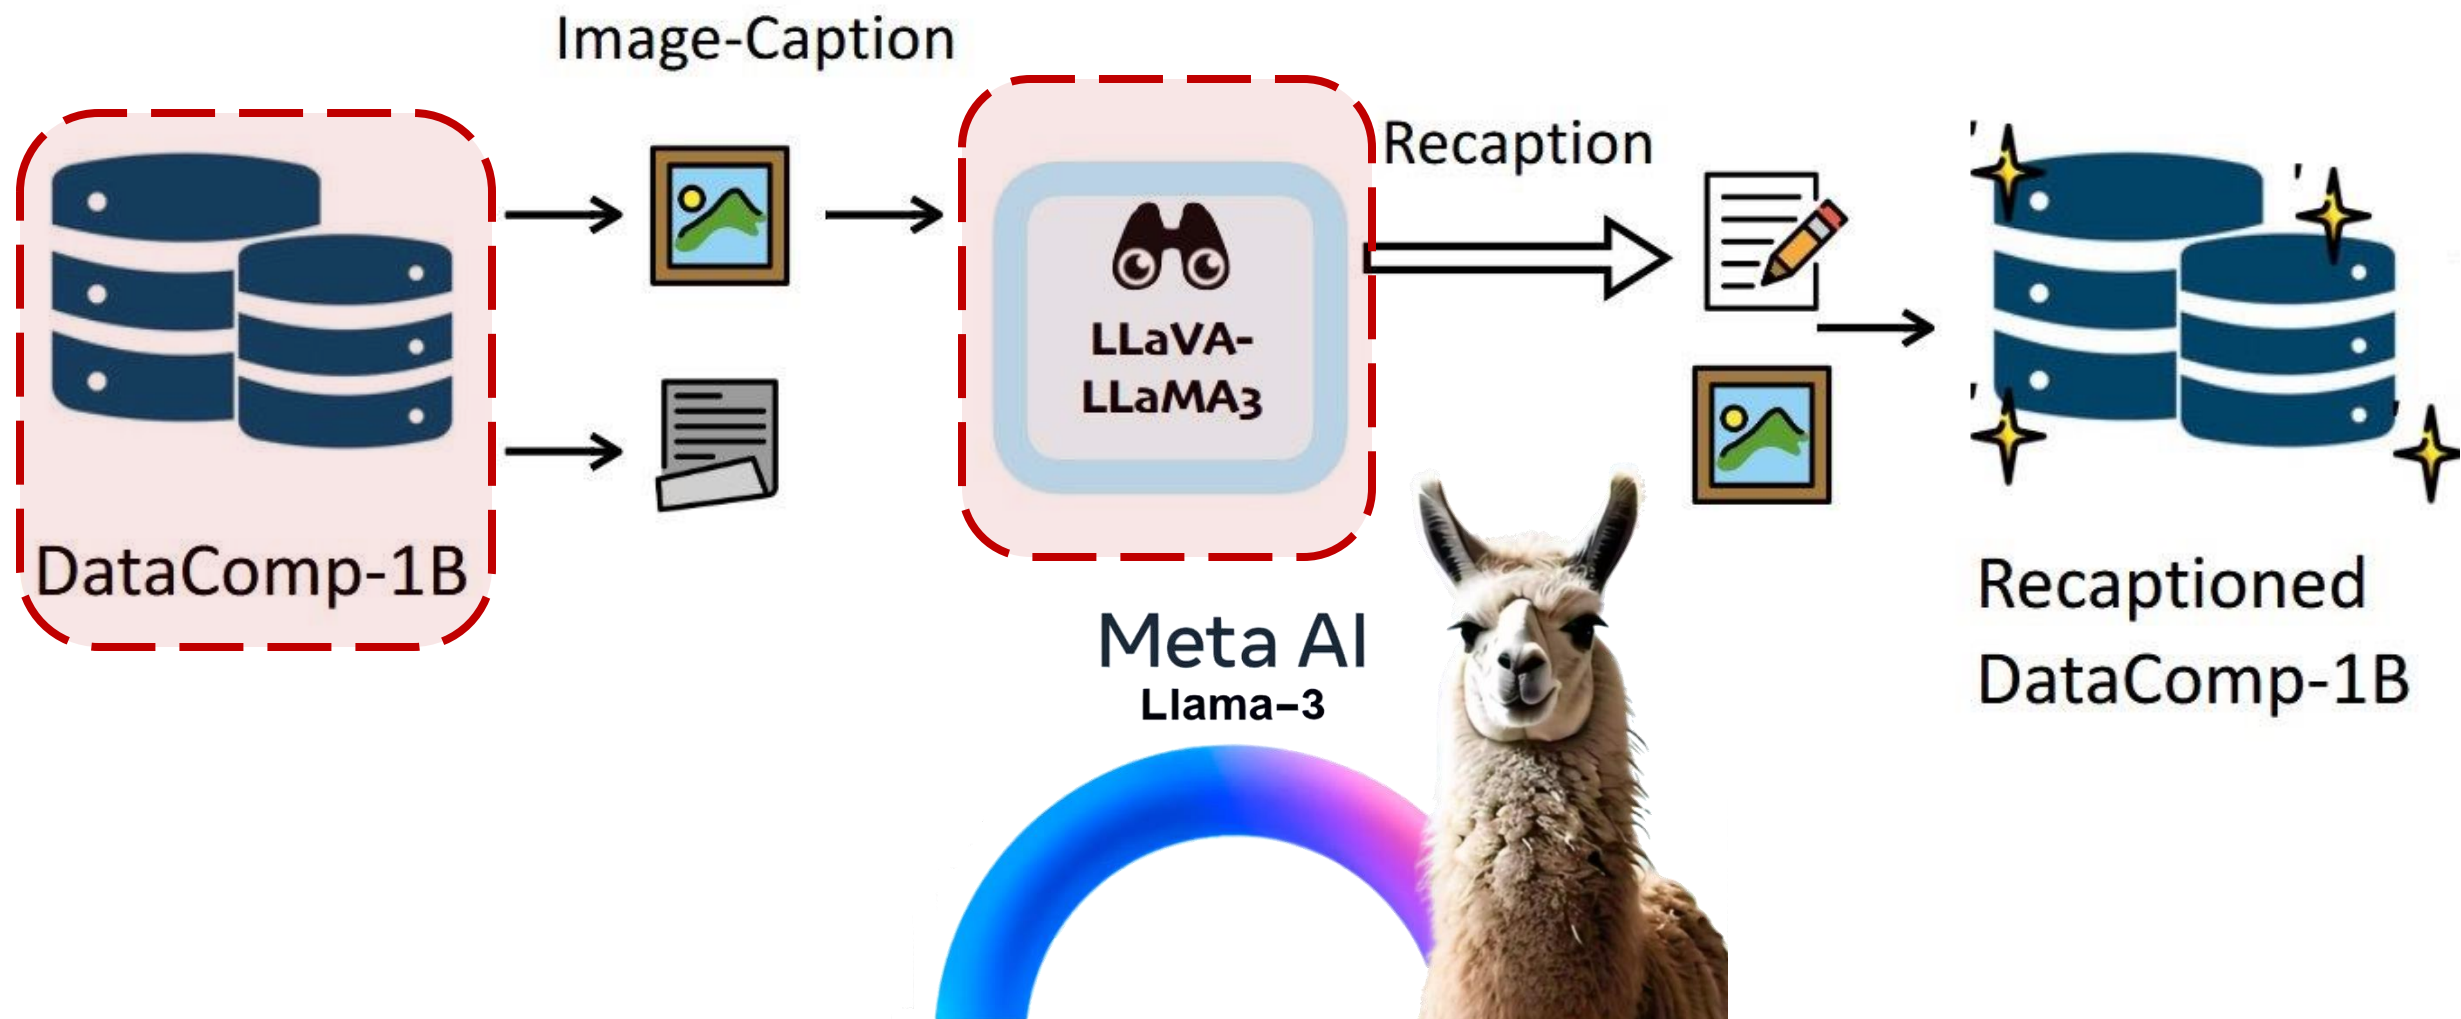 Image-Caption
DataComp-1B
LLaVA-
LLaMA3
Recaption
Meta AI
Llama-3
Recaptioned
DataComp-1B